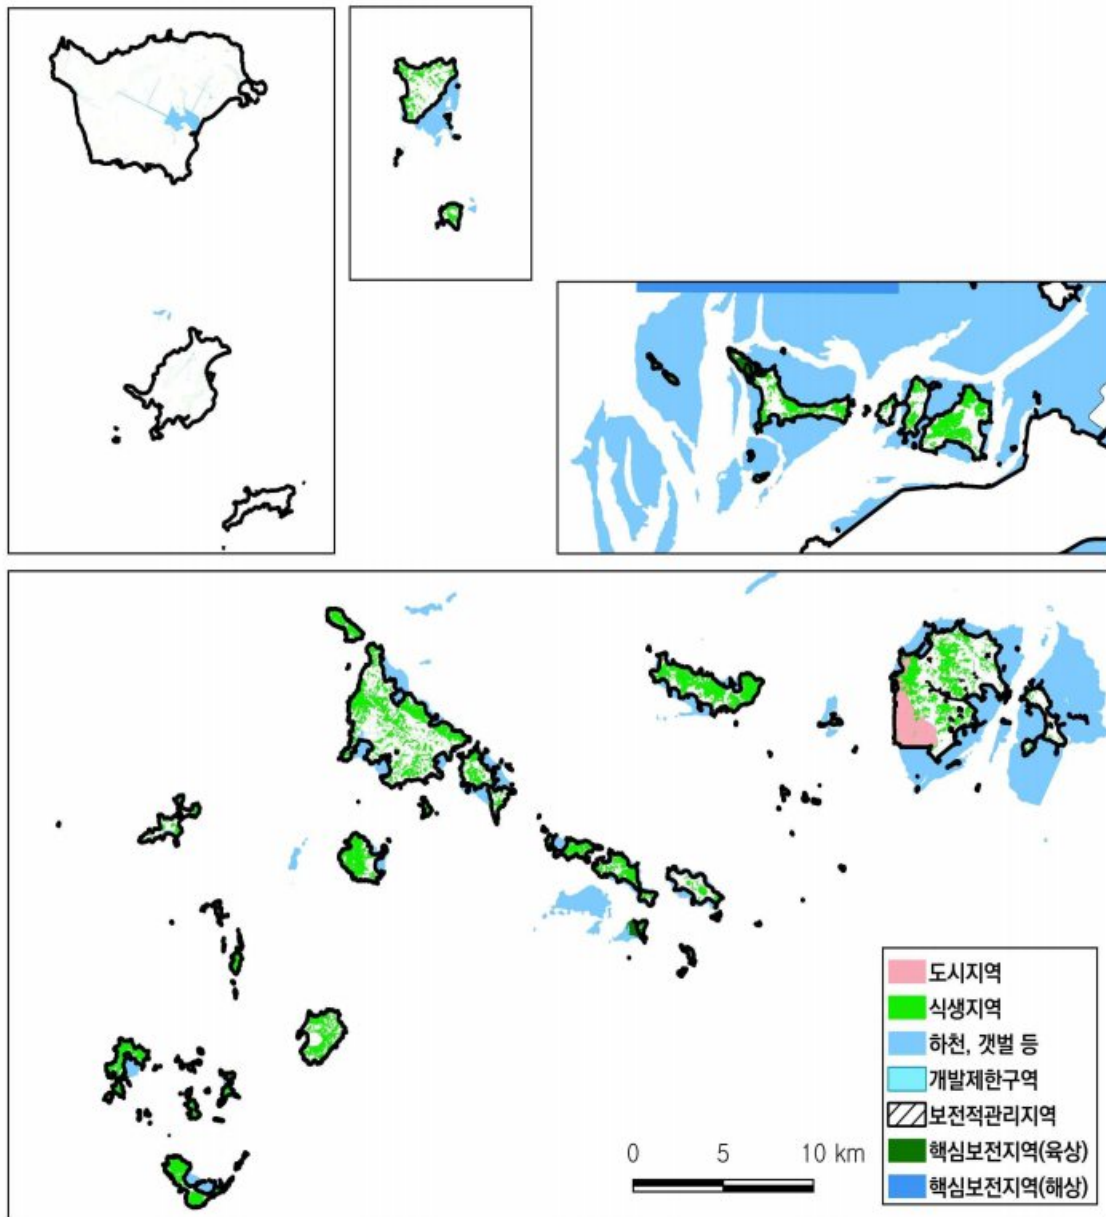 도시지역
식생지역
하천, 갯벌 등
개발제한구역
보전적관리지역
핵심보전지역(육상)
핵심보전지역(해상)
0 5 10 km